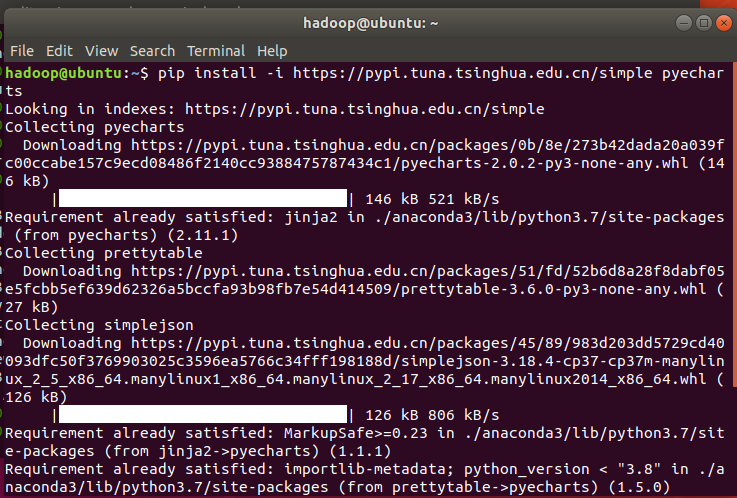 hadoop@ubuntu: ~
File Edit View Search Terminal Help
hadoop@ubuntu:~$ pip install -i https://pypi.tuna.tsinghua.edu.cn/simple pyechar
ts
Looking in indexes: https://pypi.tuna.tsinghua.edu.cn/simple
Collecting pyecharts
  Downloading https://pypi.tuna.tsinghua.edu.cn/packages/0b/8e/273b42dada20a039f
c00ccabe157c9ecd08486f2140cc9388475787434c1/pyecharts-2.0.2-py3-none-any.whl (14
6 kB)
     |████████████████████████████████| 146 kB 521 kB/s
Requirement already satisfied: jinja2 in ./anaconda3/lib/python3.7/site-packages
 (from pyecharts) (2.11.1)
Collecting prettytable
  Downloading https://pypi.tuna.tsinghua.edu.cn/packages/51/fd/52b6d8a28f8dabf05
e5fcbb5ef639d62326a5bccfa93b98fb7e54d414509/prettytable-3.6.0-py3-none-any.whl (
27 kB)
Collecting simplejson
  Downloading https://pypi.tuna.tsinghua.edu.cn/packages/45/89/983d203dd5729cd40
093dfc50f3769903025c3596ea5766c34fff198188d/simplejson-3.18.4-cp37-cp37m-manylin
ux_2_5_x86_64.manylinux1_x86_64.manylinux_2_17_x86_64.manylinux2014_x86_64.whl (
126 kB)
     |████████████████████████████████| 126 kB 806 kB/s
Requirement already satisfied: MarkupSafe>=0.23 in ./anaconda3/lib/python3.7/sit
e-packages (from jinja2->pyecharts) (1.1.1)
Requirement already satisfied: importlib-metadata; python_version < "3.8" in ./a
naconda3/lib/python3.7/site-packages (from prettytable->pyecharts) (1.5.0)